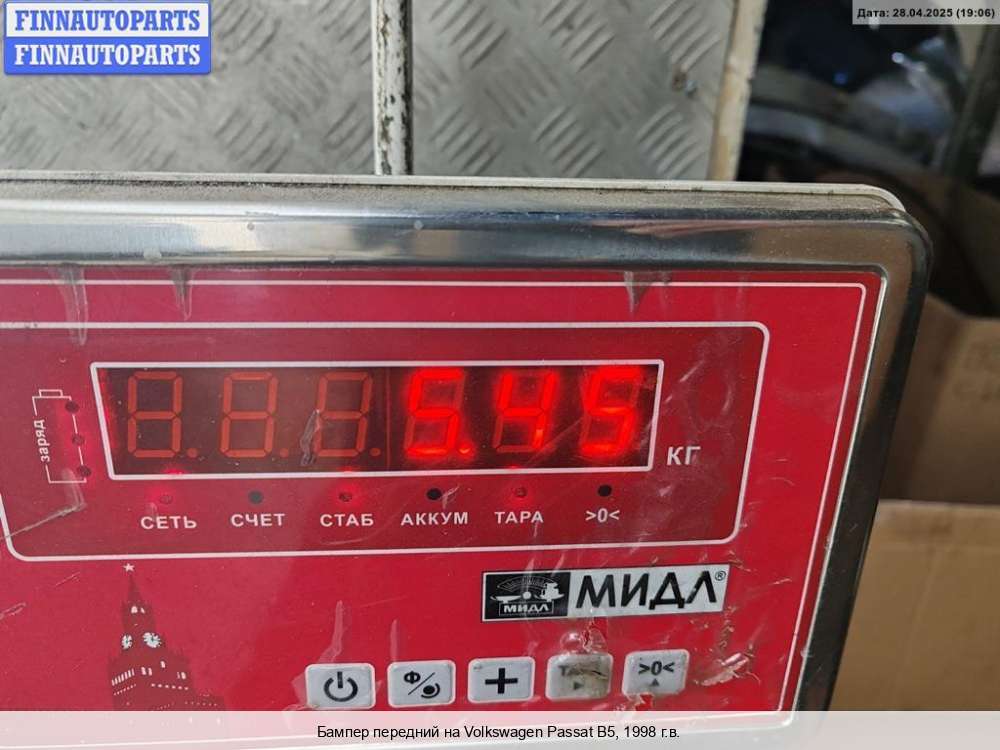 FINNAUTOPARTS
FINNAUTOPARTS
Дата: 28.04.2025 (19:06)
заряд
5.45
КГ
СЕТЬ СЧЕТ СТАБ АККУМ ТАРА >0<
МИДЛ МИДЛ®
Ф >0<
Бампер передний на Volkswagen Passat B5, 1998 г.в.